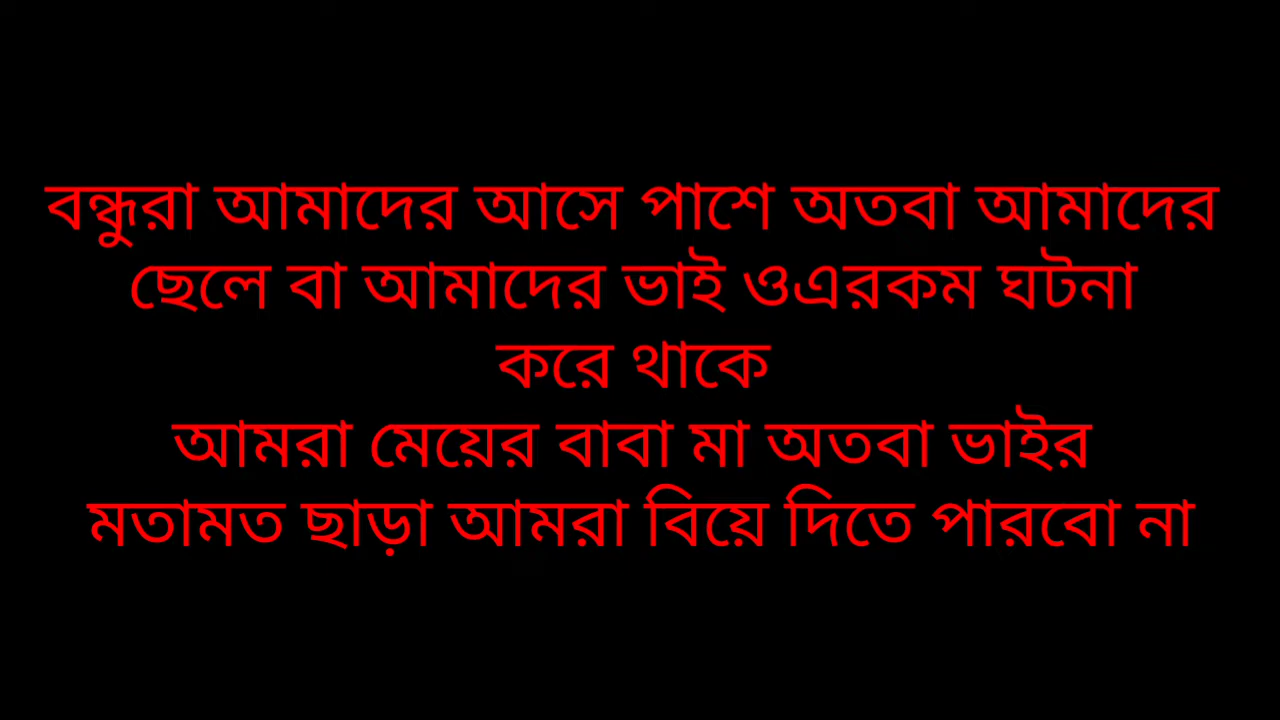 বন্ধুরা আমাদের আসে পাশে অতবা আমাদের
ছেলে বা আমাদের ভাই ওএরকম ঘটনা
করে থাকে
আমরা মেয়ের বাবা মা অতবা ভাইর
মতামত ছাড়া আমরা বিয়ে দিতে পারবো না